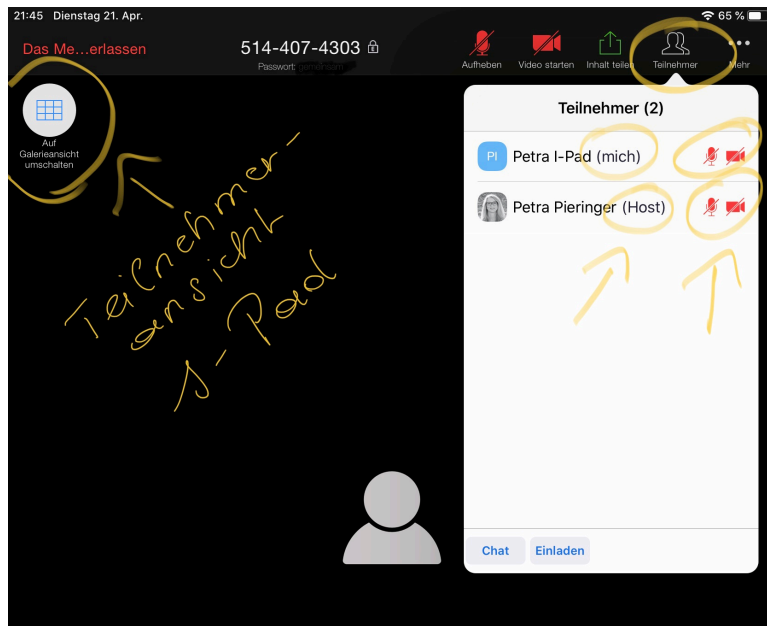 21:45 Dienstag 21. Apr.
65 %
Das Me...erlassen
514-407-4303
Passwort:
Aufheben
Video starten
Inhalt teilen
Teilnehmer
Mehr
Auf
Galerieansicht
umschalten
Teilnehmer (2)
PI Petra I-Pad (mich)
Petra Pieringer (Host)
Teilnehmer-
ansicht
I-Pad
Chat
Einladen